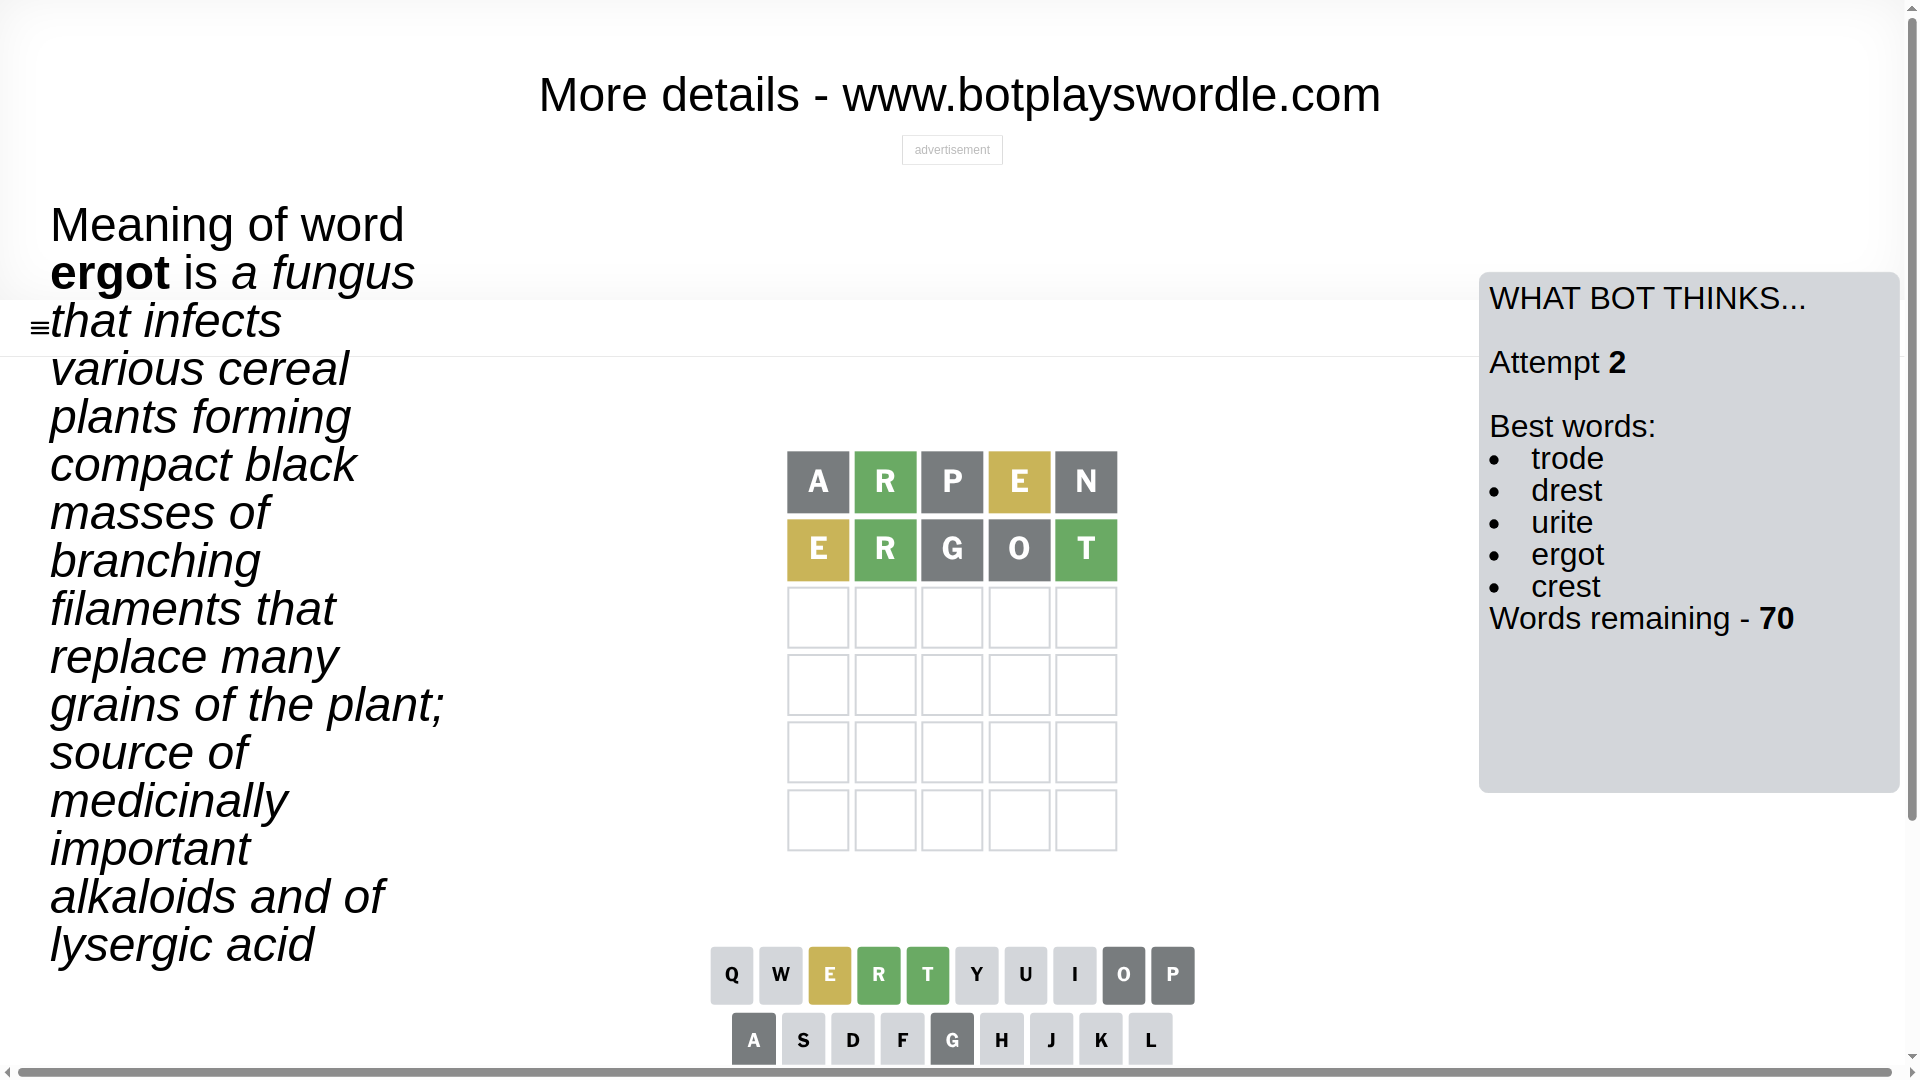 More details - www.botplayswordle.com
advertisement
Meaning of word
ergot is a fungus
that infects
various cereal
plants forming
compact black
masses of
branching
filaments that
replace many
grains of the plant;
source of
medicinally
important
alkaloids and of
lysergic acid
A R P E N
E R G O T
WHAT BOT THINKS...
Attempt 2
Best words:
trode
drest
urite
ergot
crest
Words remaining - 70
Q W E R T Y U I O P
A S D F G H J K L